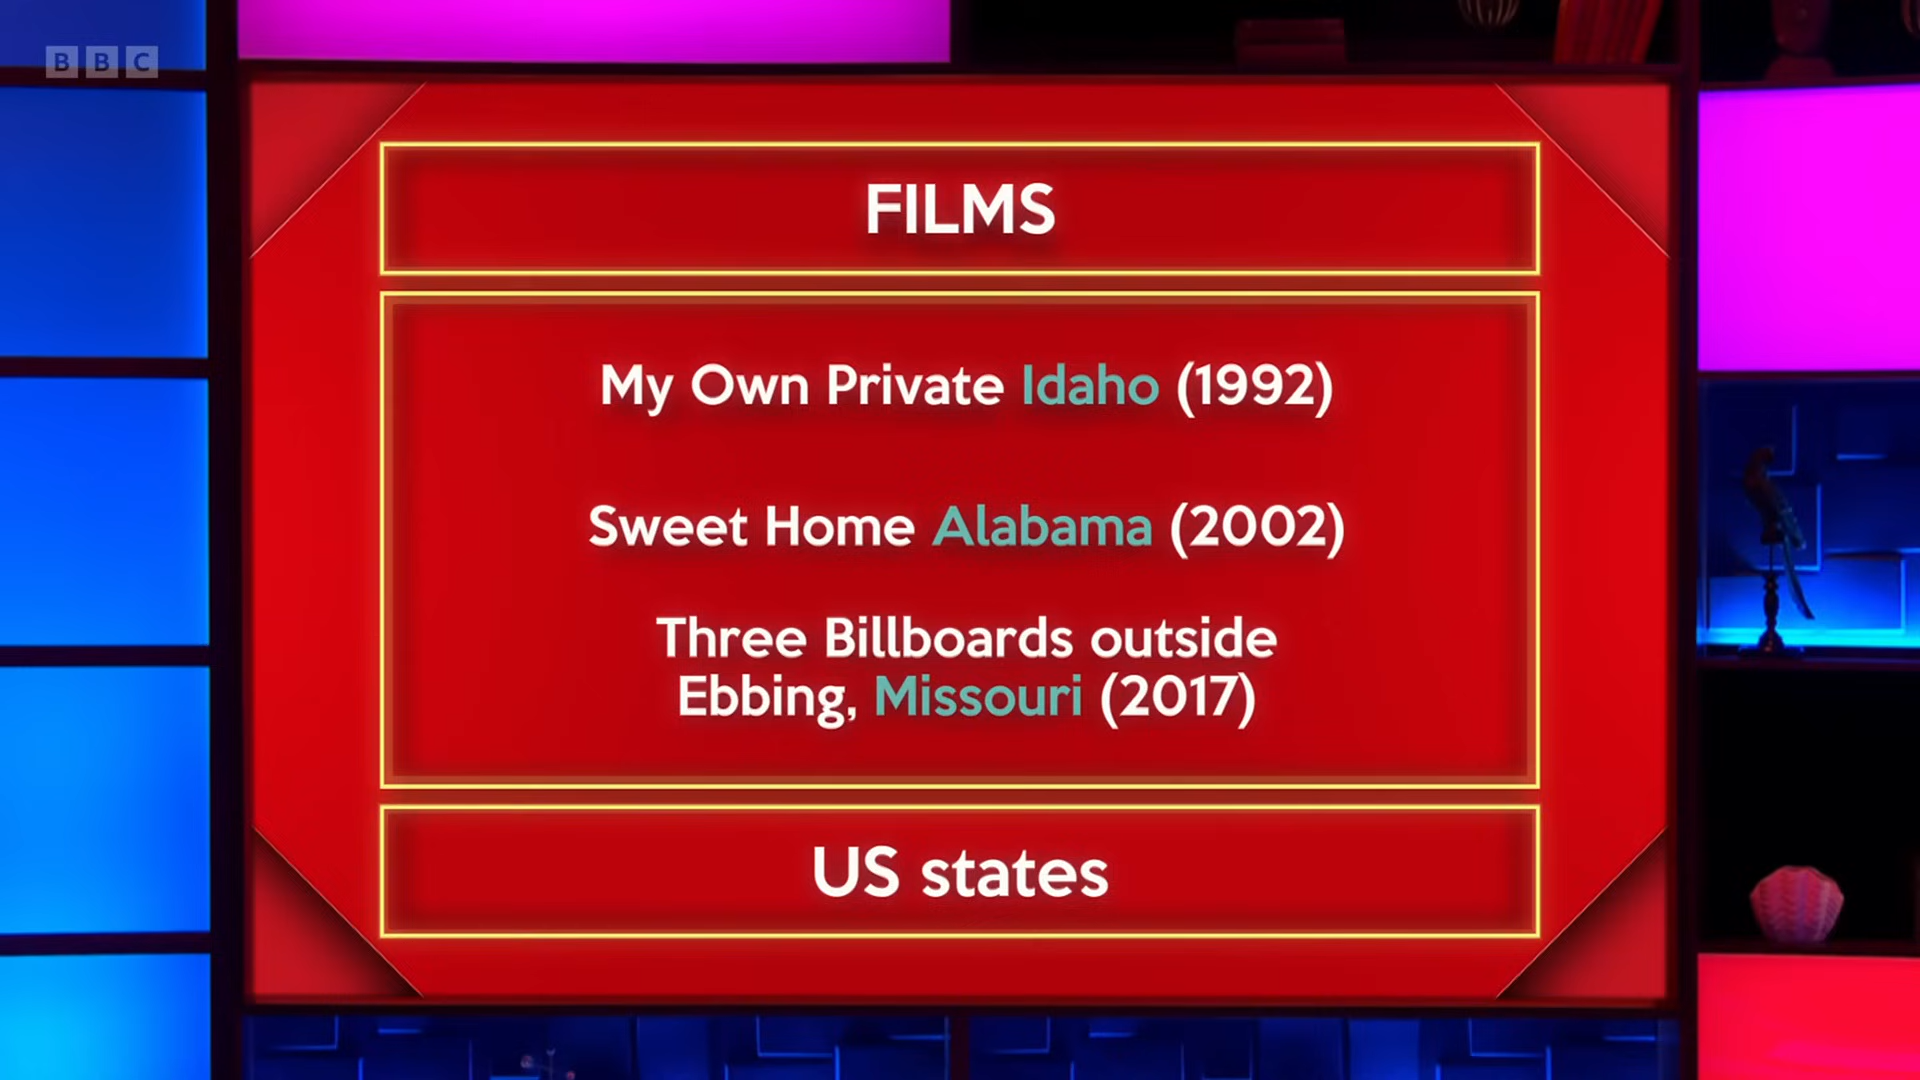 BBC
FILMS
My Own Private Idaho (1992)
Sweet Home Alabama (2002)
Three Billboards outside
Ebbing, Missouri (2017)
US states